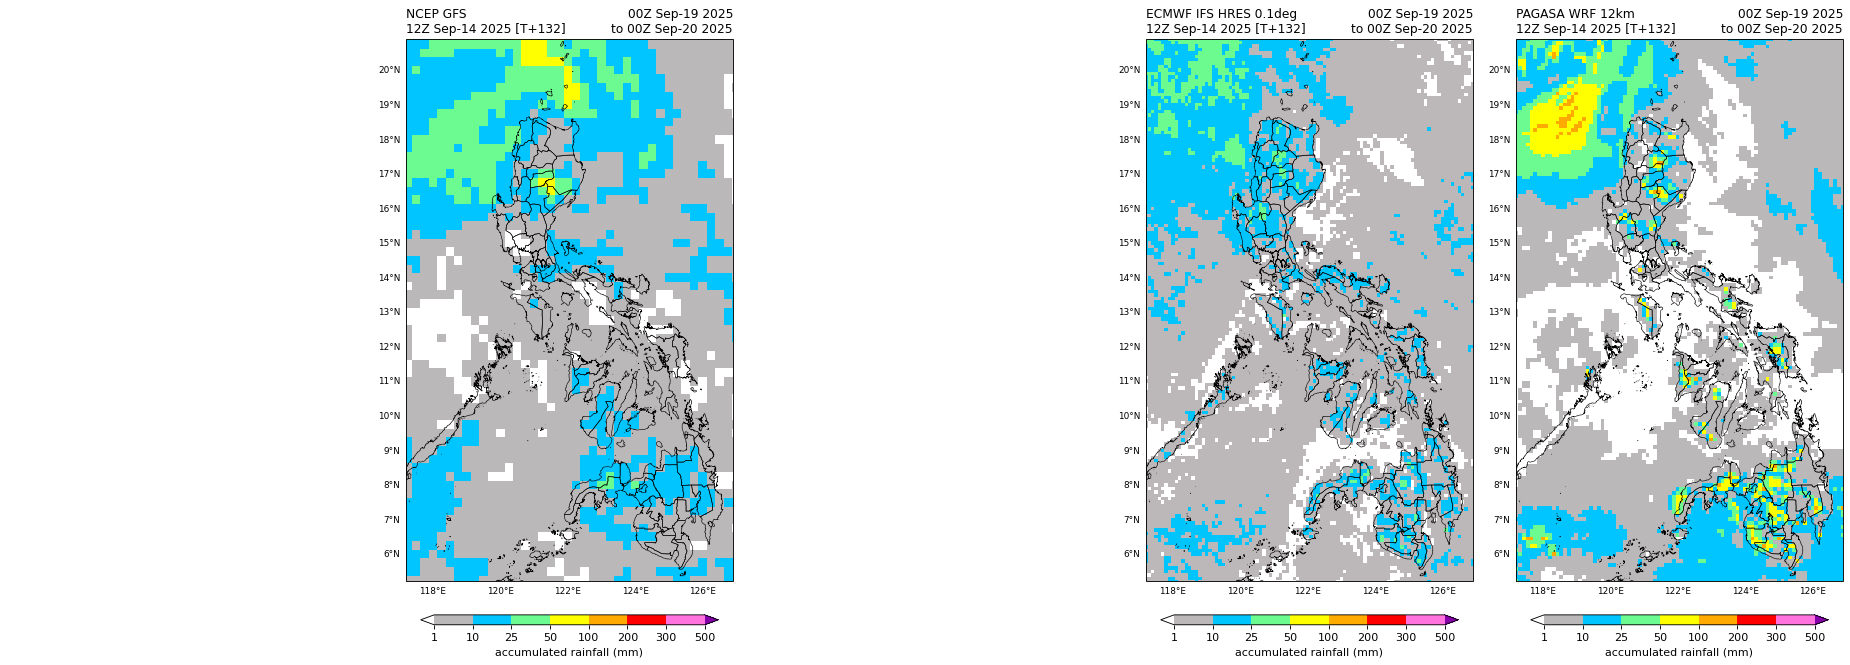 NCEP GFS 00Z Sep-19 2025
12Z Sep-14 2025 [T+132] to 00Z Sep-20 2025
20°N
19°N
18°N
17°N
16°N
15°N
14°N
13°N
12°N
11°N
10°N
9°N
8°N
7°N
6°N
118°E 120°E 122°E 124°E 126°E
1 10 25 50 100 200 300 500
accumulated rainfall (mm)
ECMWF IFS HRES 0.1deg 00Z Sep-19 2025
12Z Sep-14 2025 [T+132] to 00Z Sep-20 2025
20°N
19°N
18°N
17°N
16°N
15°N
14°N
13°N
12°N
11°N
10°N
9°N
8°N
7°N
6°N
118°E 120°E 122°E 124°E 126°E
1 10 25 50 100 200 300 500
accumulated rainfall (mm)
PAGASA WRF 12km 00Z Sep-19 2025
12Z Sep-14 2025 [T+132] to 00Z Sep-20 2025
20°N
19°N
18°N
17°N
16°N
15°N
14°N
13°N
12°N
11°N
10°N
9°N
8°N
7°N
6°N
118°E 120°E 122°E 124°E 126°E
1 10 25 50 100 200 300 500
accumulated rainfall (mm)